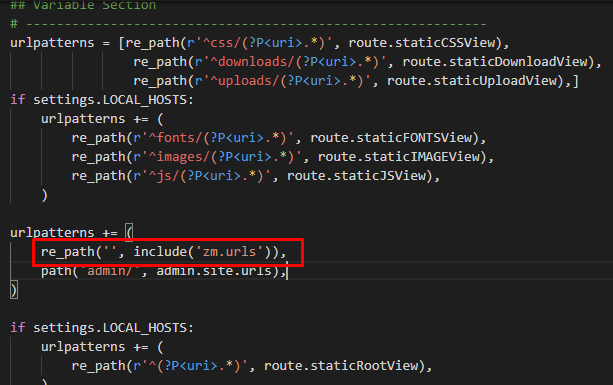 ## Variable Section
# -----------------------------------------------------------
urlpatterns = [re_path(r'^css/(?P<uri>.*)', route.staticCSSView),
re_path(r'^downloads/(?P<uri>.*)', route.staticDownloadView),
re_path(r'^uploads/(?P<uri>.*)', route.staticUploadView),]
if settings.LOCAL_HOSTS:
urlpatterns += (
re_path(r'^fonts/(?P<uri>.*)', route.staticFONTSView),
re_path(r'^images/(?P<uri>.*)', route.staticIMAGEView),
re_path(r'^js/(?P<uri>.*)', route.staticJSView),
)
urlpatterns += (
re_path('', include('zm.urls')),
path('admin/', admin.site.urls),
)
if settings.LOCAL_HOSTS:
urlpatterns += (
re_path(r'^(?P<uri>.*)', route.staticRootView),
)